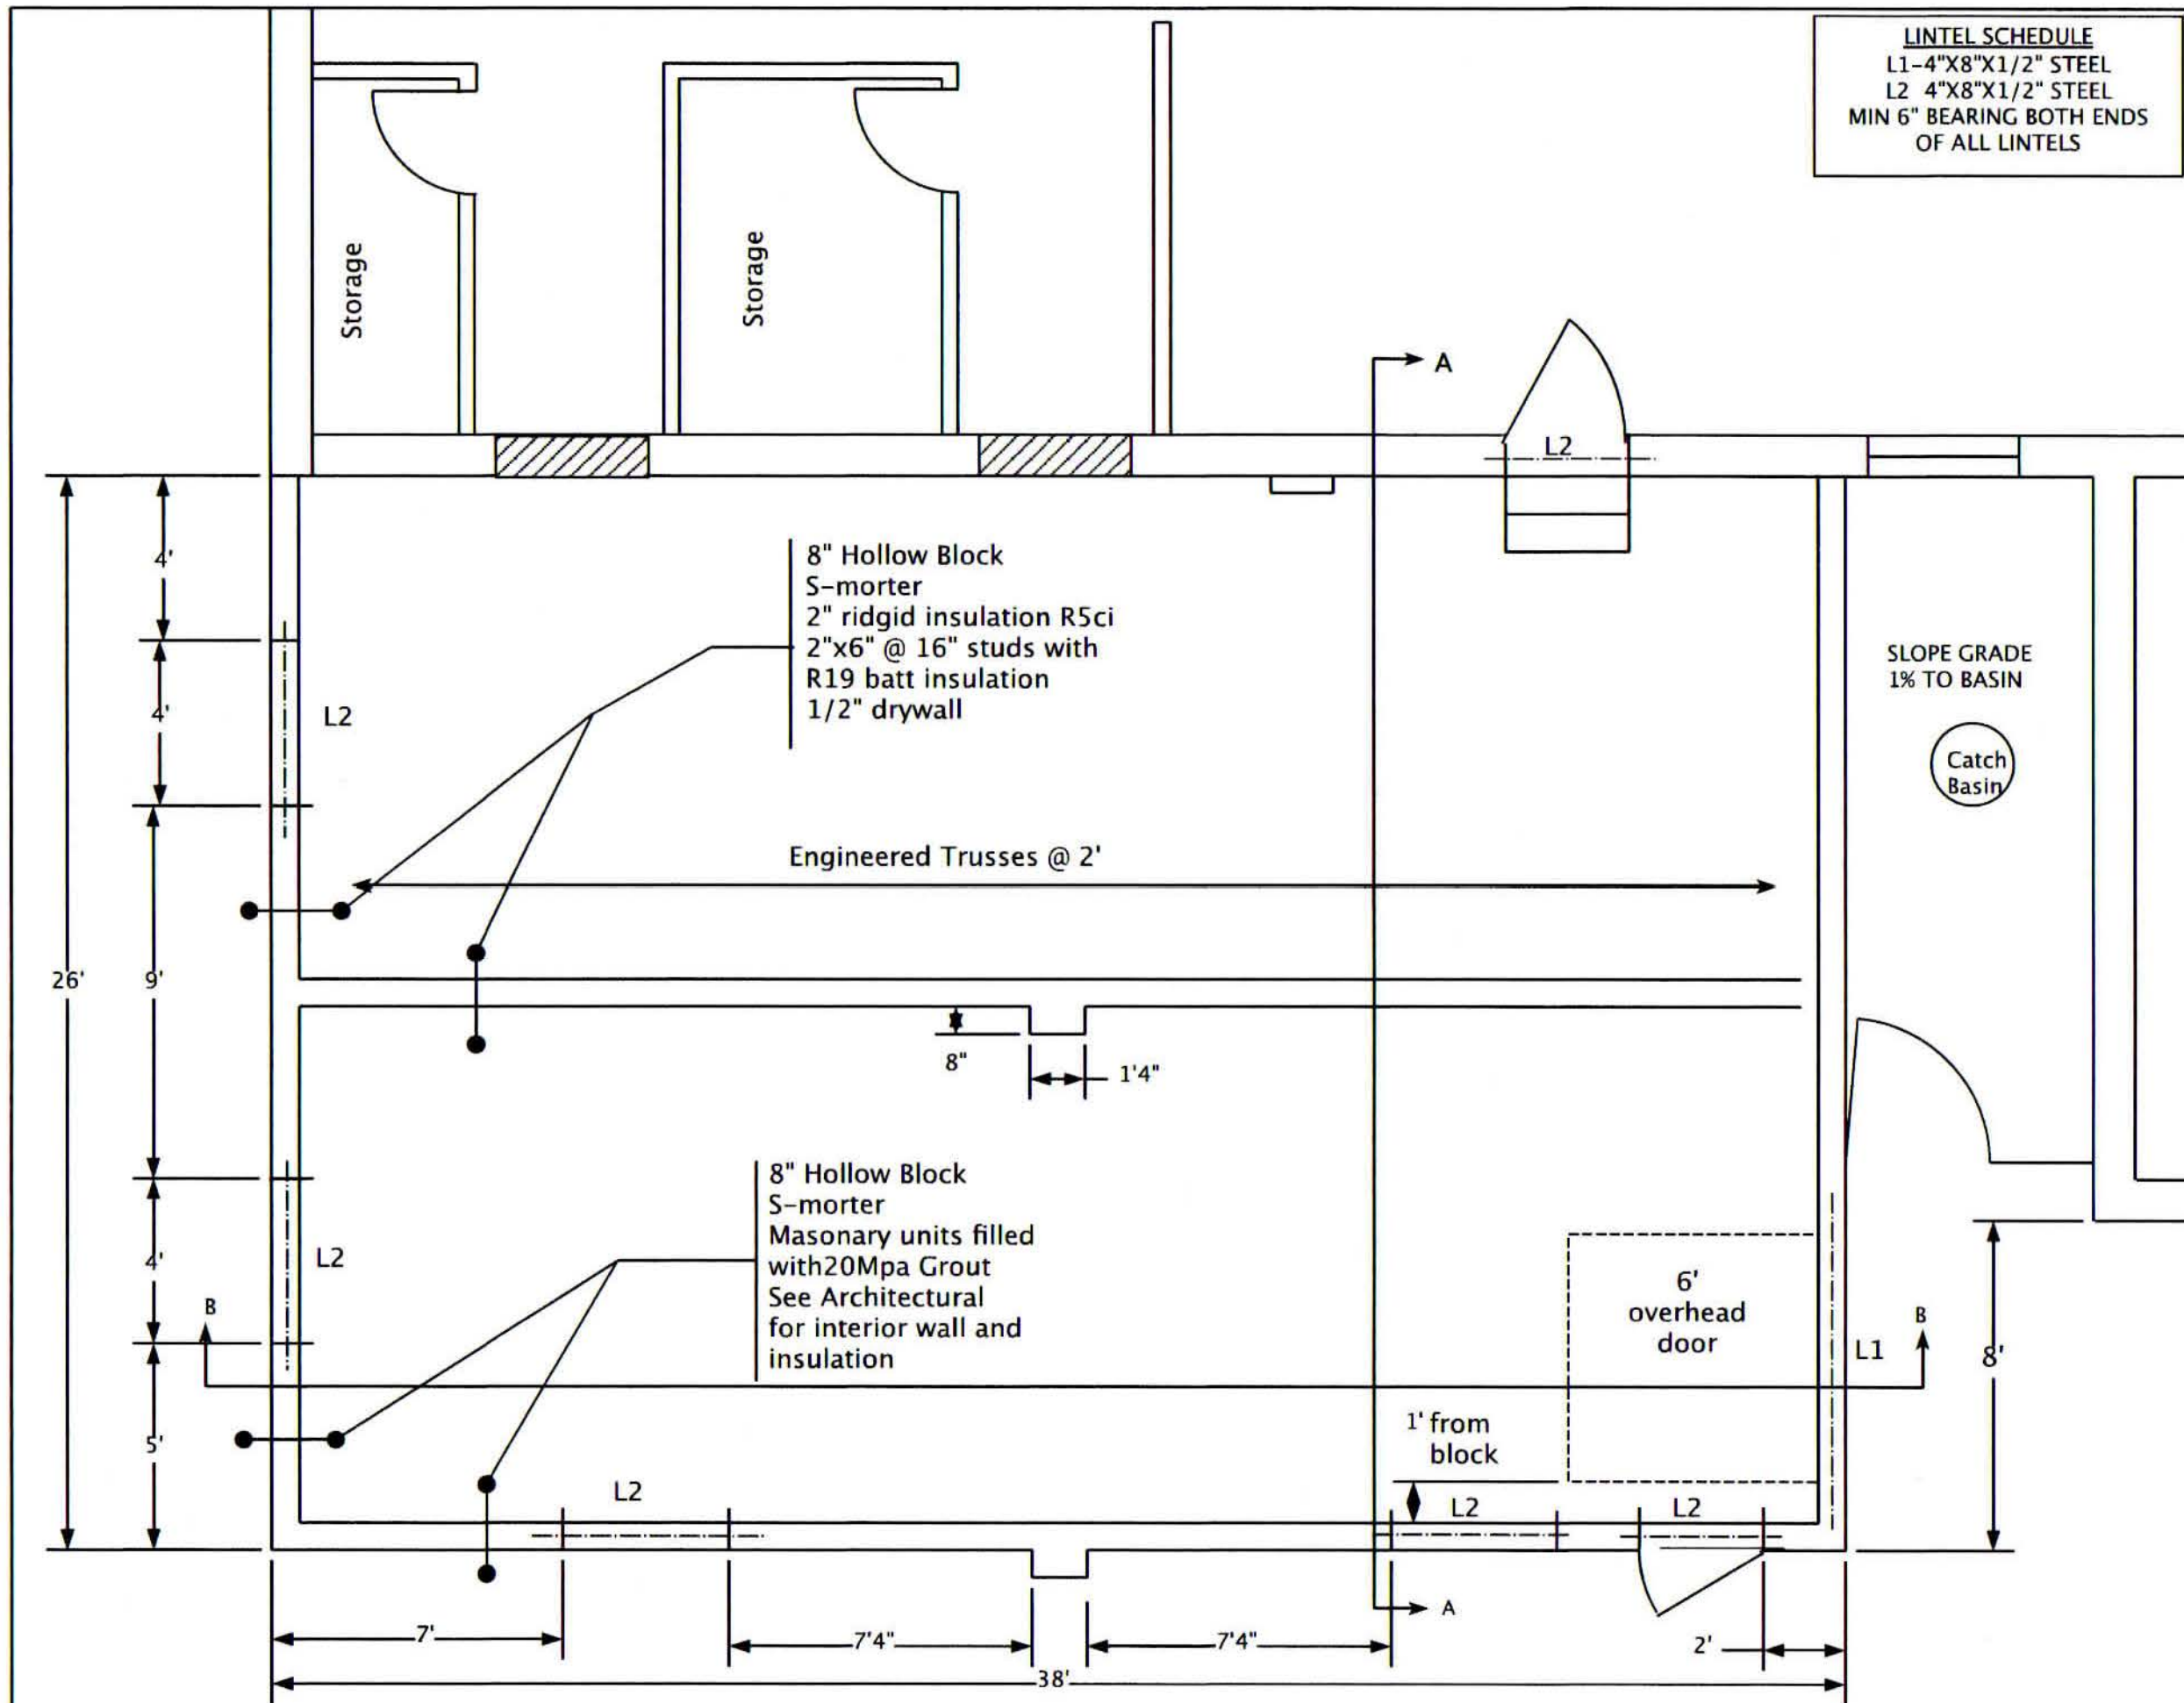 LINTEL SCHEDULE
L1-4"X8"X1/2" STEEL
L2 4"X8"X1/2" STEEL
MIN 6" BEARING BOTH ENDS
OF ALL LINTELS
Storage
Storage
A
L2
4'
8" Hollow Block
S-morter
2" ridgid insulation R5ci
2"x6" @ 16" studs with
R19 batt insulation
1/2" drywall
SLOPE GRADE
1% TO BASIN
4'
L2
Catch
Basin
Engineered Trusses @ 2'
26'
9'
8"
1'4"
8" Hollow Block
S-morter
Masonary units filled
with20Mpa Grout
See Architectural
for interior wall and
insulation
4'
L2
6'
overhead
door
B
B
L1
8'
1' from
block
5'
L2
L2
L2
A
7'
7'4"
7'4"
2'
38'